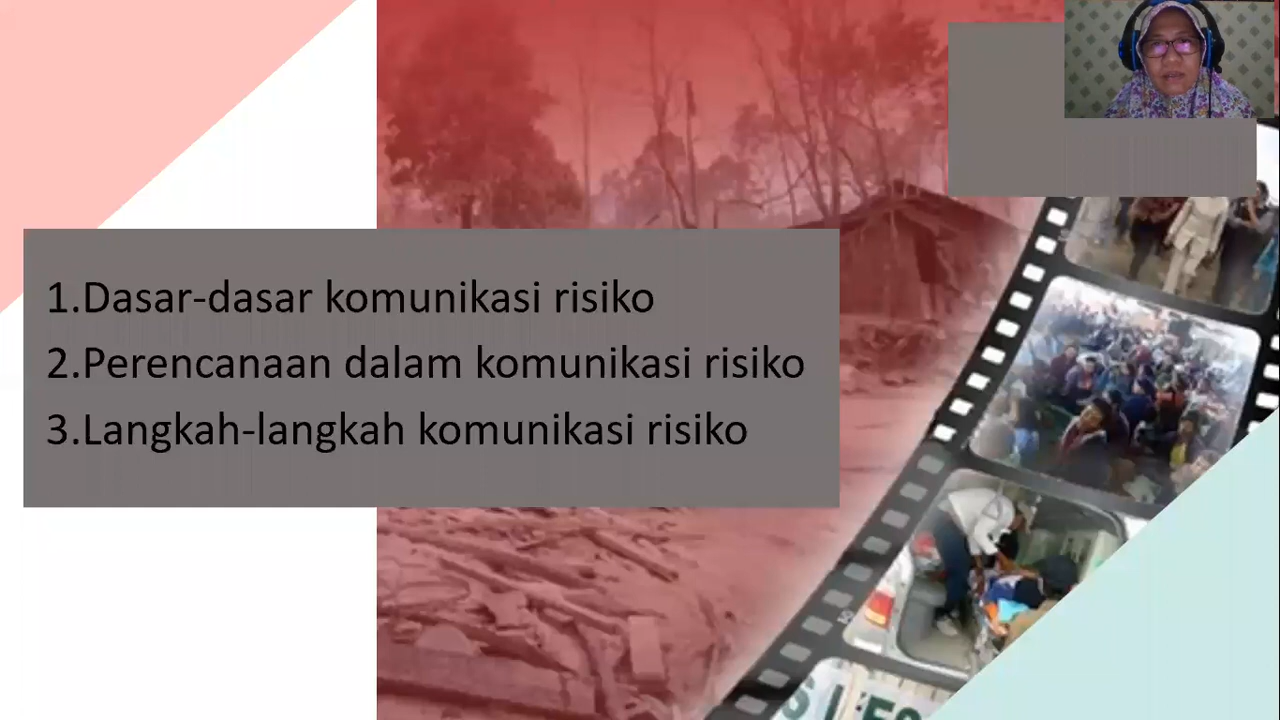 1.Dasar-dasar komunikasi risiko
2.Perencanaan dalam komunikasi risiko
3.Langkah-langkah komunikasi risiko